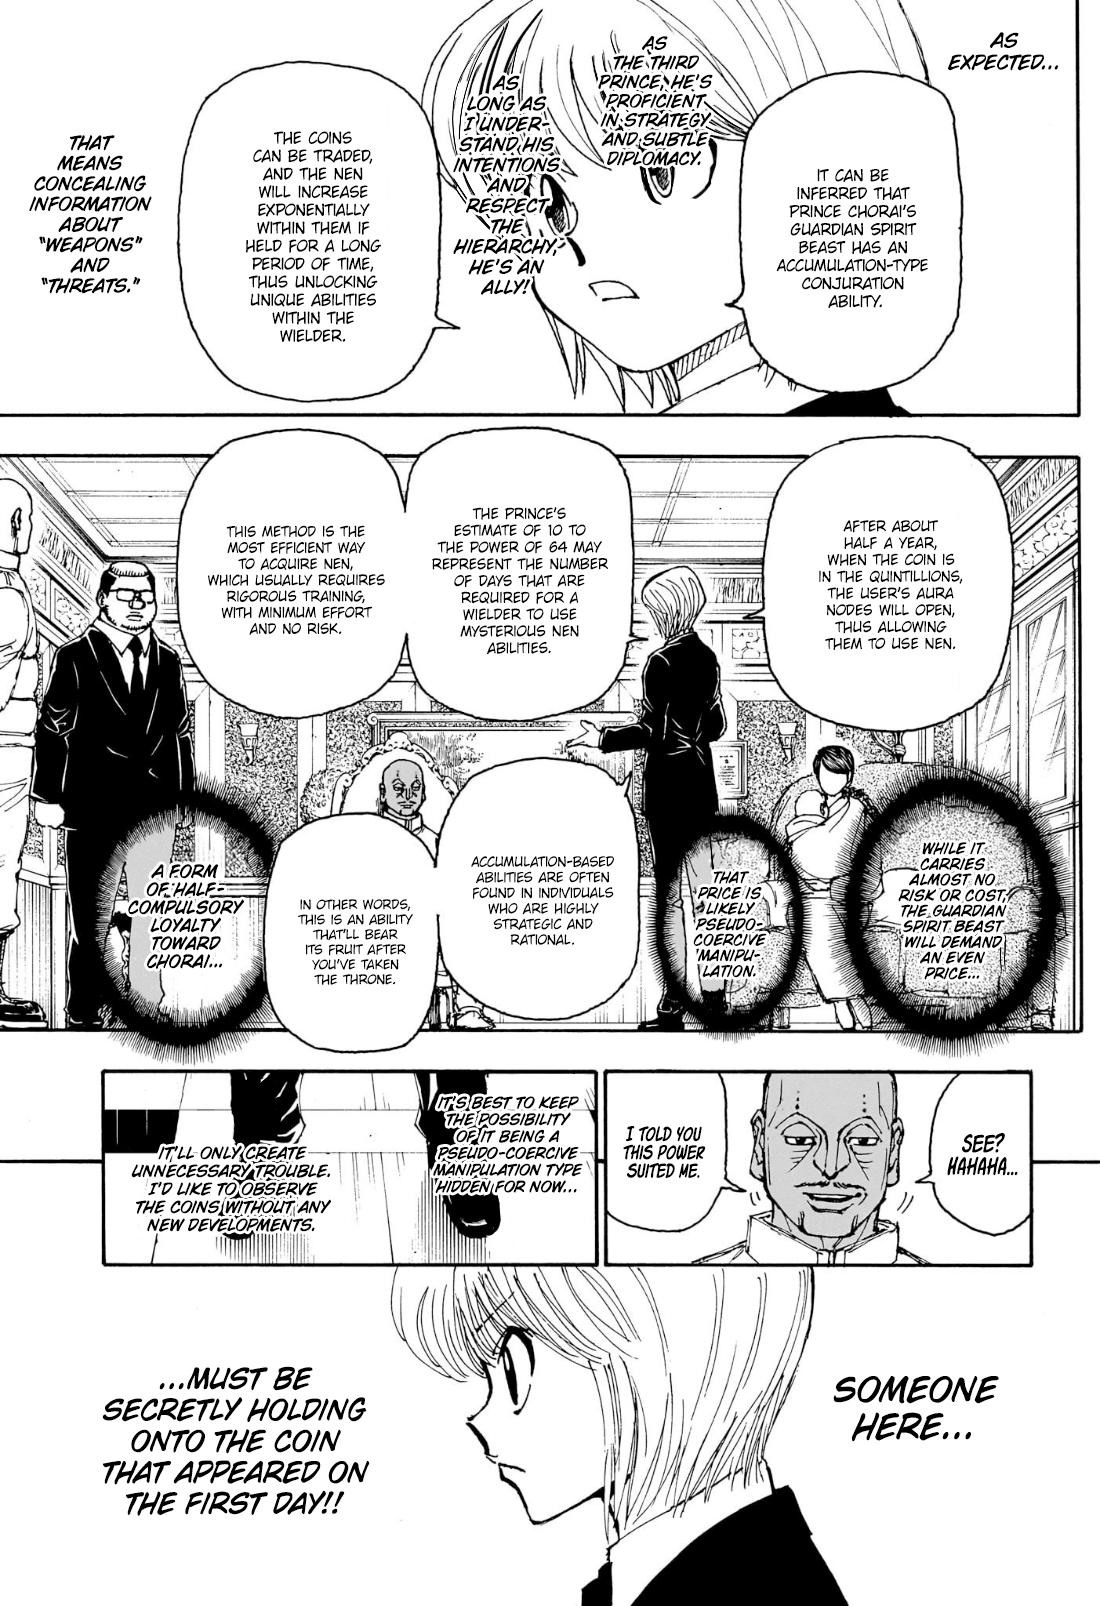 AS
EXPECTED...
IT CAN BE
INFERRED THAT
PRINCE CHORAI'S
GUARDIAN SPIRIT
BEAST HAS AN
ACCUMULATION-TYPE
CONJURATION
ABILITY.
AS
THE THIRD
PRINCE, HE'S
PROFICIENT
IN STRATEGY
AND SUBTLE
DIPLOMACY.
AS
LONG AS
I UNDER-
STAND HIS
INTENTIONS
AND
RESPECT
THE
HIERARCHY,
HE'S AN
ALLY!
THE COINS
CAN BE TRADED,
AND THE NEN
WILL INCREASE
EXPONENTIALLY
WITHIN THEM IF
HELD FOR A LONG
PERIOD OF TIME,
THUS UNLOCKING
UNIQUE ABILITIES
WITHIN THE
WIELDER.
THAT
MEANS
CONCEALING
INFORMATION
ABOUT
"WEAPONS"
AND
"THREATS."
AFTER ABOUT
HALF A YEAR,
WHEN THE COIN IS
IN THE QUINTILLIONS,
THE USER'S AURA
NODES WILL OPEN,
THUS ALLOWING
THEM TO USE NEN.
THE PRINCE'S
ESTIMATE OF 10 TO
THE POWER OF 64 MAY
REPRESENT THE NUMBER
OF DAYS THAT ARE
REQUIRED FOR A
WIELDER TO USE
MYSTERIOUS NEN
ABILITIES.
THIS METHOD IS THE
MOST EFFICIENT WAY
TO ACQUIRE NEN,
WHICH USUALLY REQUIRES
RIGOROUS TRAINING,
WITH MINIMUM EFFORT
AND NO RISK.
WHILE IT
CARRIES
ALMOST NO
RISK OR COST,
THE GUARDIAN
SPIRIT BEAST
WILL DEMAND
AN EVEN
PRICE...
THAT
PRICE IS
LIKELY
PSEUDO-
COERCIVE
MANIPU-
LATION.
ACCUMULATION-BASED
ABILITIES ARE OFTEN
FOUND IN INDIVIDUALS
WHO ARE HIGHLY
STRATEGIC AND
RATIONAL.
IN OTHER WORDS,
THIS IS AN ABILITY
THAT'LL BEAR
ITS FRUIT AFTER
YOU'VE TAKEN
THE THRONE.
A FORM
OF HALF-
COMPULSORY
LOYALTY
TOWARD
CHORAI...
SEE?
HAHAHA...
I TOLD YOU
THIS POWER
SUITED ME.
IT'S BEST TO KEEP
THE POSSIBILITY
OF IT BEING A
PSEUDO-COERCIVE
MANIPULATION TYPE
HIDDEN FOR NOW...
IT'LL ONLY CREATE
UNNECESSARY TROUBLE.
I'D LIKE TO OBSERVE
THE COINS WITHOUT ANY
NEW DEVELOPMENTS.
SOMEONE
HERE...
...MUST BE
SECRETLY HOLDING
ONTO THE COIN
THAT APPEARED ON
THE FIRST DAY!!